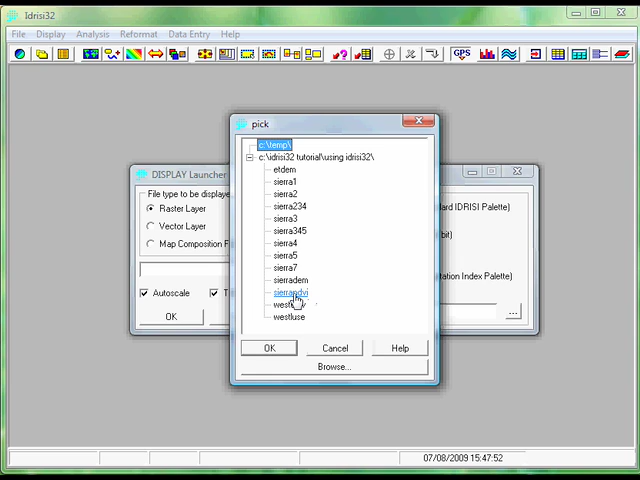 Idrisi32
File Display Analysis Reformat Data Entry Help
GPS
pick
c:\temp\
c:\idrisi32 tutorial\using idrisi32\
etdem
sierra1
sierra2
sierra234
sierra3
sierra345
sierra4
sierra5
sierra7
sierradem
sierrandvi
westluse
OK Cancel Help
Browse...
DISPLAY Launcher
File type to be displaye
Raster Layer
Vector Layer
Map Composition F
Autoscale T
OK
dard IDRISI Palette)
bit)
tation Index Palette)
...
07/08/2009 15:47:52